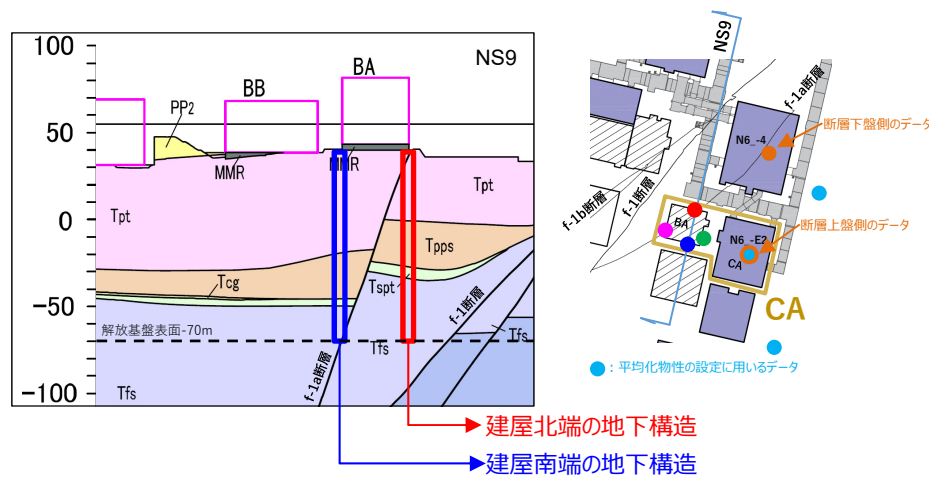 100
50
0
−50
−100
NS9
BA
BB
PP2
MMR
MMR
Tpt
Tpt
Tpps
Tcg
Tspt
f-1断層
解放基盤表面-70m
Tfs
Tfs
f-1a断層
Tfs
建屋北端の地下構造
建屋南端の地下構造
NS9
f-1a断層
断層下盤側のデータ
N6_-4
f-1b断層
f-1断層
BA
断層上盤側のデータ
N6_-E2
CA
CA
：平均化物性の設定に用いるデータ